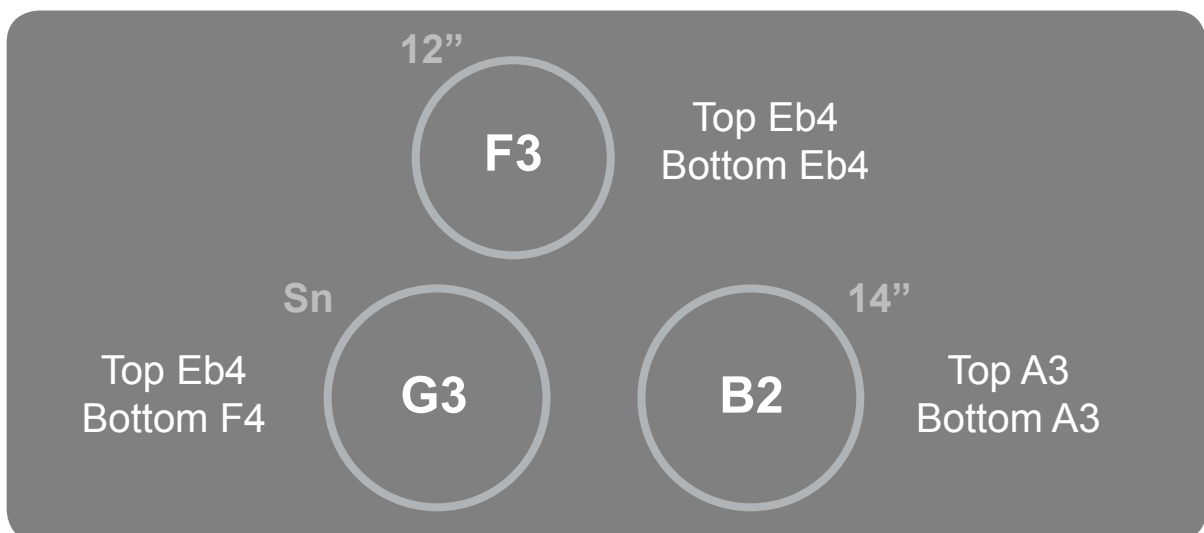 12”
F3
Top Eb4
Bottom Eb4
Sn
G3
Top Eb4
Bottom F4
14”
B2
Top A3
Bottom A3